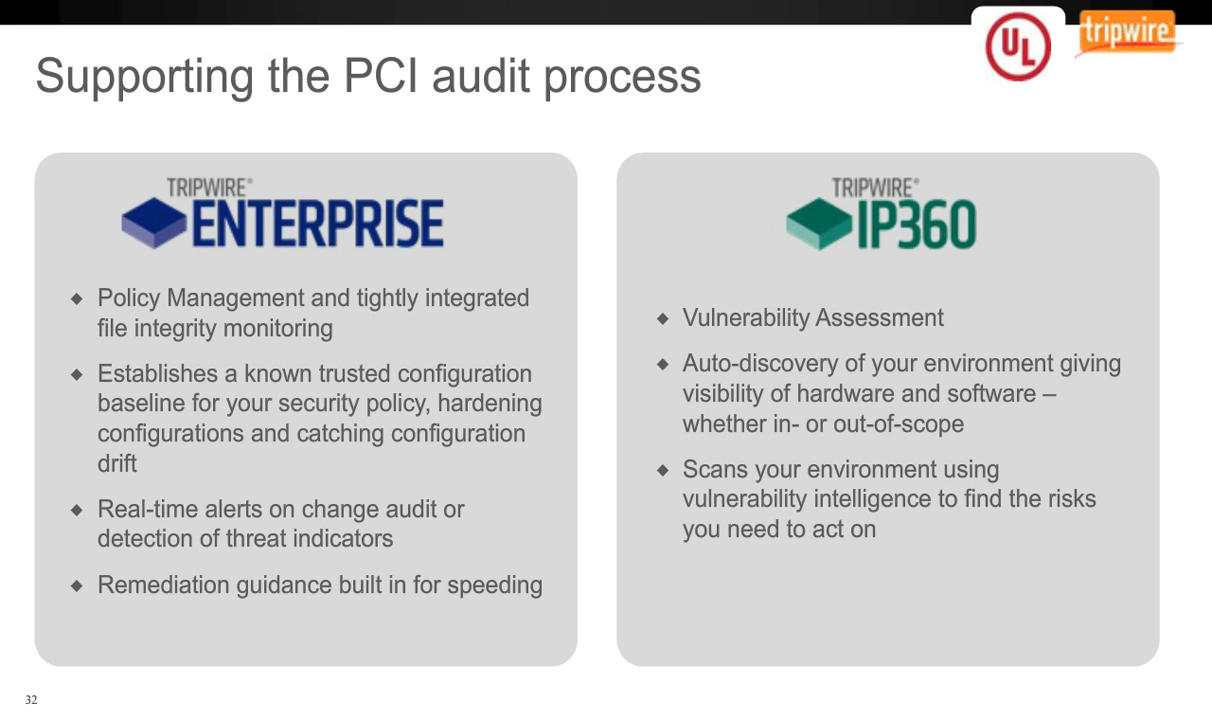 UL
tripwire
Supporting the PCI audit process
TRIPWIRE®
ENTERPRISE
◆ Policy Management and tightly integrated
file integrity monitoring
◆ Establishes a known trusted configuration
baseline for your security policy, hardening
configurations and catching configuration
drift
◆ Real-time alerts on change audit or
detection of threat indicators
◆ Remediation guidance built in for speeding
TRIPWIRE®
IP360
◆ Vulnerability Assessment
◆ Auto-discovery of your environment giving
visibility of hardware and software –
whether in- or out-of-scope
◆ Scans your environment using
vulnerability intelligence to find the risks
you need to act on
32